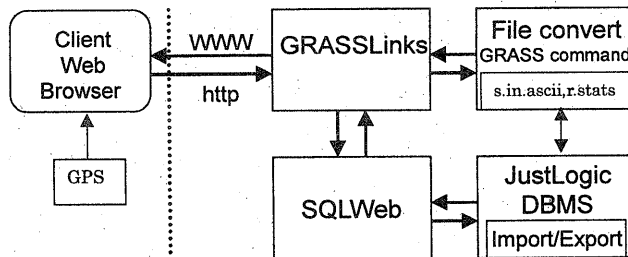 Client
Web
Browser
WWW
http
GRASSLinks
File convert
GRASS command
s.in.ascii,r.stats
GPS
SQLWeb
JustLogic
DBMS
Import/Export